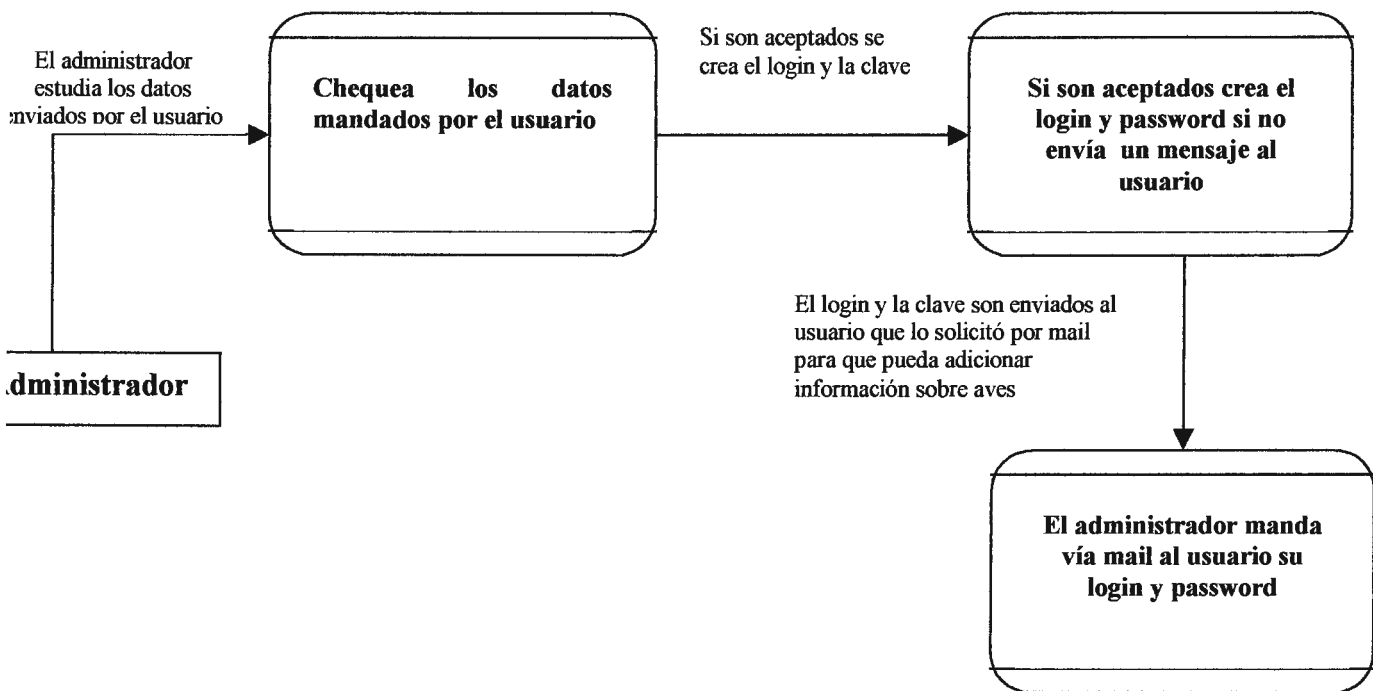 El administrador
estudia los datos
enviados por el usuario
Chequea los datos
mandados por el usuario
Si son aceptados se
crea el login y la clave
Si son aceptados crea el
login y password si no
envía un mensaje al
usuario
El login y la clave son enviados al
usuario que lo solicitó por mail
para que pueda adicionar
información sobre aves
Administrador
El administrador manda
vía mail al usuario su
login y password